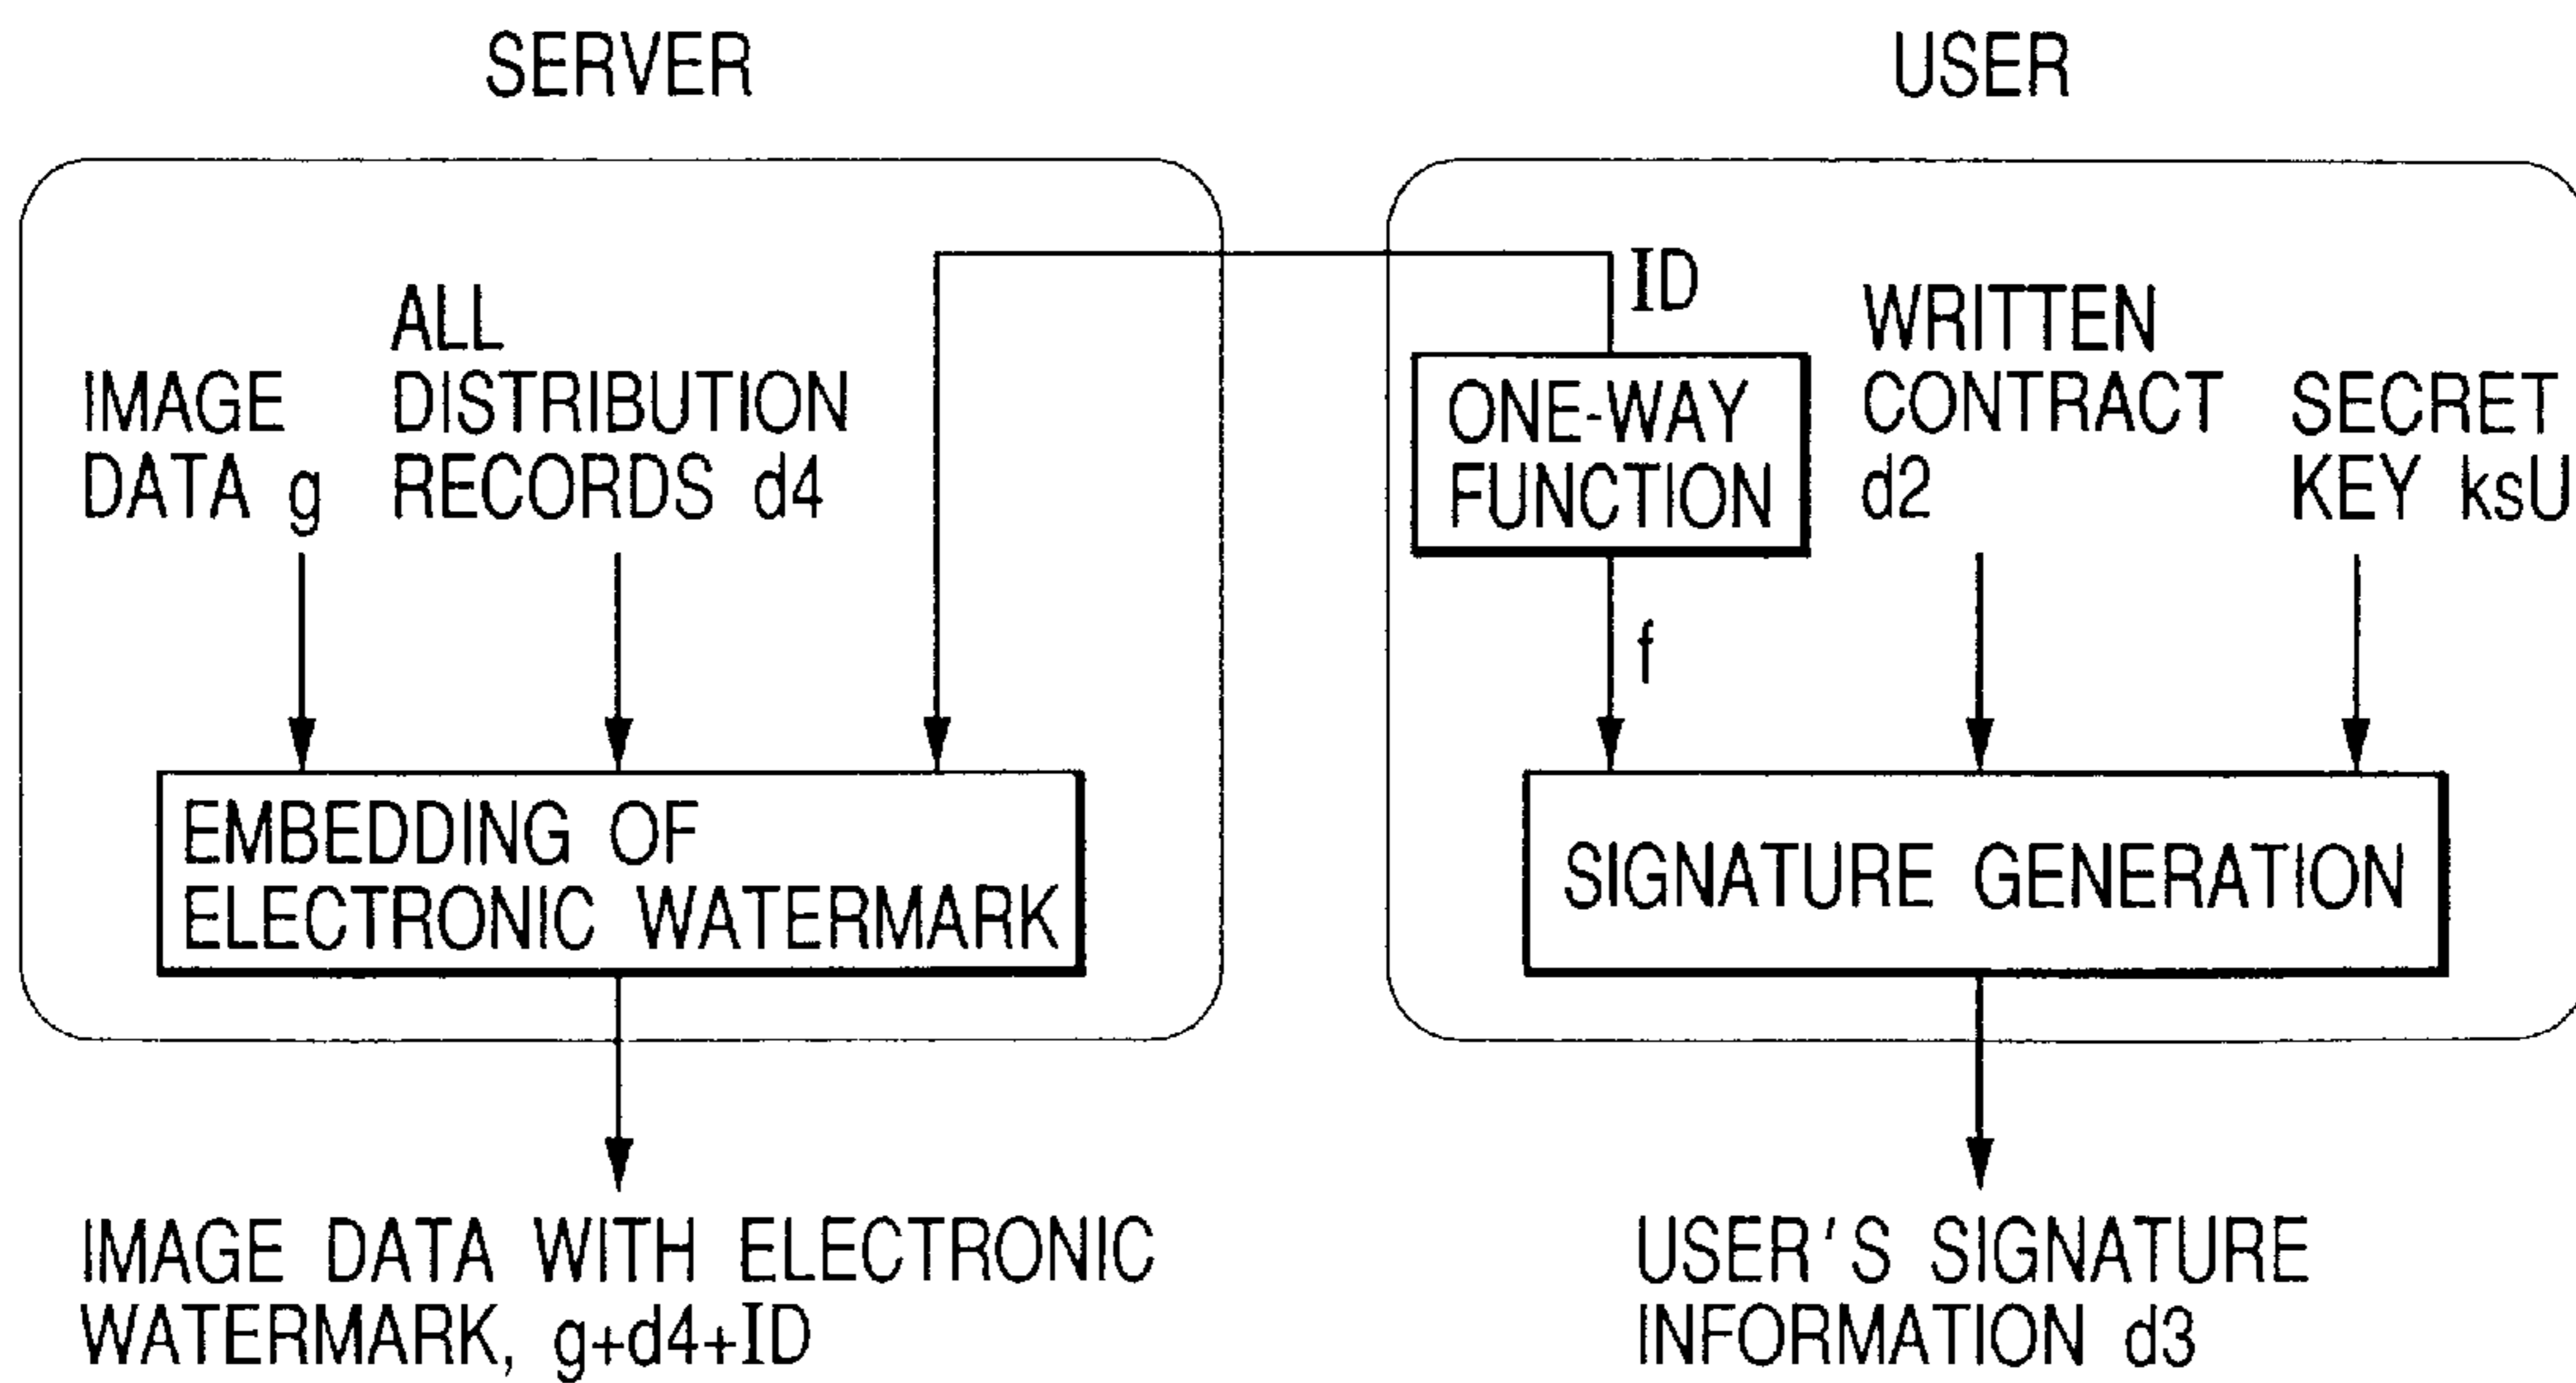 SERVER
IMAGE
DATA g
ALL
DISTRIBUTION
RECORDS d4
EMBEDDING OF
ELECTRONIC WATERMARK
IMAGE DATA WITH ELECTRONIC
WATERMARK, g+d4+ID
USER
ID
ONE-WAY
FUNCTION
f
WRITTEN
CONTRACT
d2
SECRET
KEY ksU
SIGNATURE GENERATION
USER'S SIGNATURE
INFORMATION d3